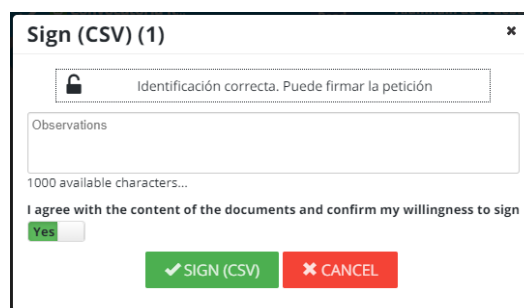 Sign (CSV) (1)
Identificación correcta. Puede firmar la petición
Observations
1000 available characters...
I agree with the content of the documents and confirm my willingness to sign
Yes
SIGN (CSV)
CANCEL